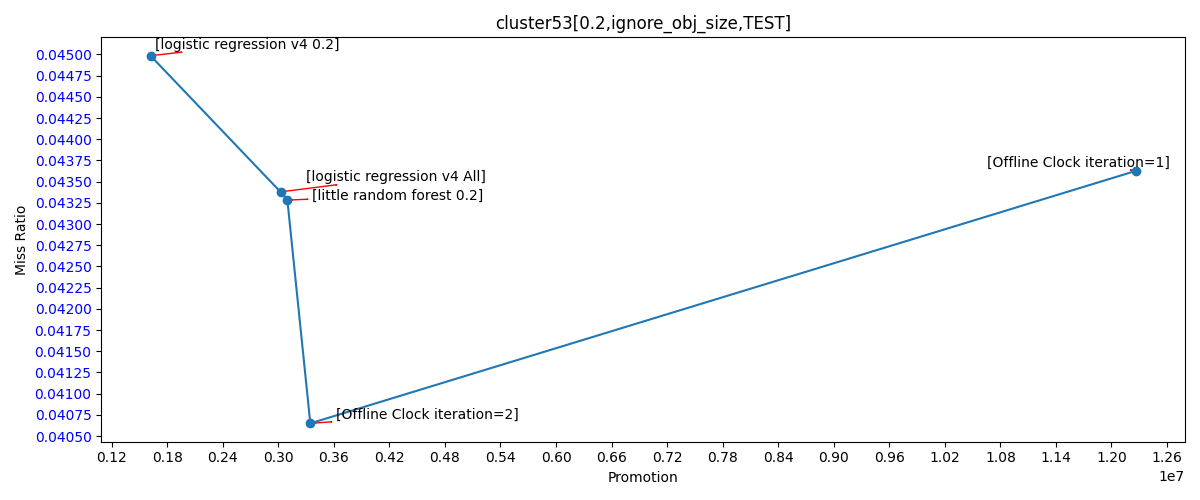 cluster53[0.2,ignore_obj_size,TEST]
[logistic regression v4 0.2]
[logistic regression v4 All]
[little random forest 0.2]
[Offline Clock iteration=1]
[Offline Clock iteration=2]
Miss Ratio
0.04500
0.04475
0.04450
0.04425
0.04400
0.04375
0.04350
0.04325
0.04300
0.04275
0.04250
0.04225
0.04200
0.04175
0.04150
0.04125
0.04100
0.04075
0.04050
0.12 0.18 0.24 0.30 0.36 0.42 0.48 0.54 0.60 0.66 0.72 0.78 0.84 0.90 0.96 1.02 1.08 1.14 1.20 1.26
Promotion
1e7